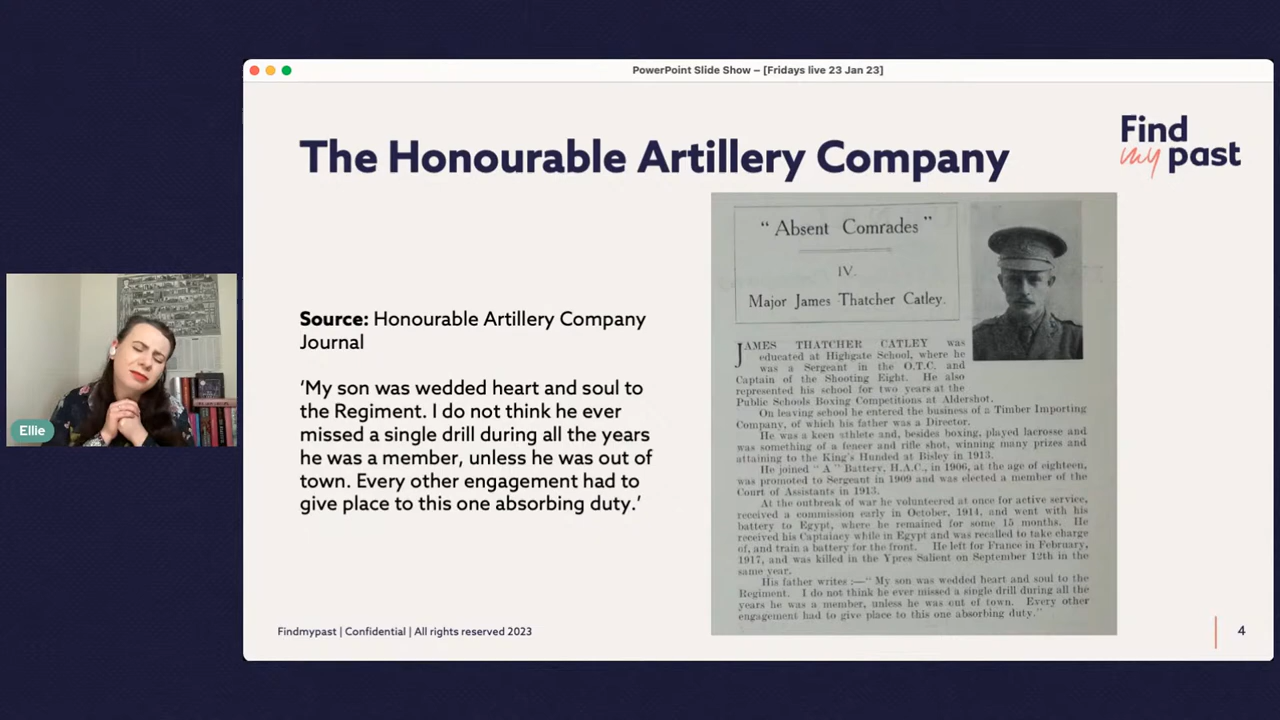 PowerPoint Slide Show – [Fridays live 23 Jan 23]
The Honourable Artillery Company
Find
my past
Source: Honourable Artillery Company
Journal
'My son was wedded heart and soul to
the Regiment. I do not think he ever
missed a single drill during all the years
he was a member, unless he was out of
town. Every other engagement had to
give place to this one absorbing duty.'
"Absent Comrades"
IV.
Major James Thatcher Catley.
JAMES THATCHER CATLEY was
educated at Highgate School, where he
was a Sergeant in the O.T.C. and
Captain of the Shooting Eight. He also
represented his school for two years at the
Public Schools Boxing Competitions at Aldershot.
On leaving school he entered the business of a Timber Importing
Company, of which his father was a Director.
He was a keen athlete and, besides boxing, played lacrosse and
was something of a fencer and rifle shot, winning many prizes and
attaining to the King's Hunded at Bisley in 1913.
He joined "A" Battery, H.A.C., in 1906, at the age of eighteen,
was promoted to Sergeant in 1909 and was elected a member of the
Court of Assistants in 1913.
At the outbreak of war he volunteered at once for active service,
received a commission early in October, 1914, and went with his
battery to Egypt, where he remained for some 15 months. He
received his Captaincy while in Egypt and was recalled to take charge
of, and train a battery for the front. He left for France in February,
1917, and was killed in the Ypres Salient on September 12th in the
same year.
His father writes :—"My son was wedded heart and soul to the
Regiment. I do not think he ever missed a single drill during all the
years he was a member, unless he was out of town. Every other
engagement had to give place to this one absorbing duty."
Ellie
Findmypast | Confidential | All rights reserved 2023
4